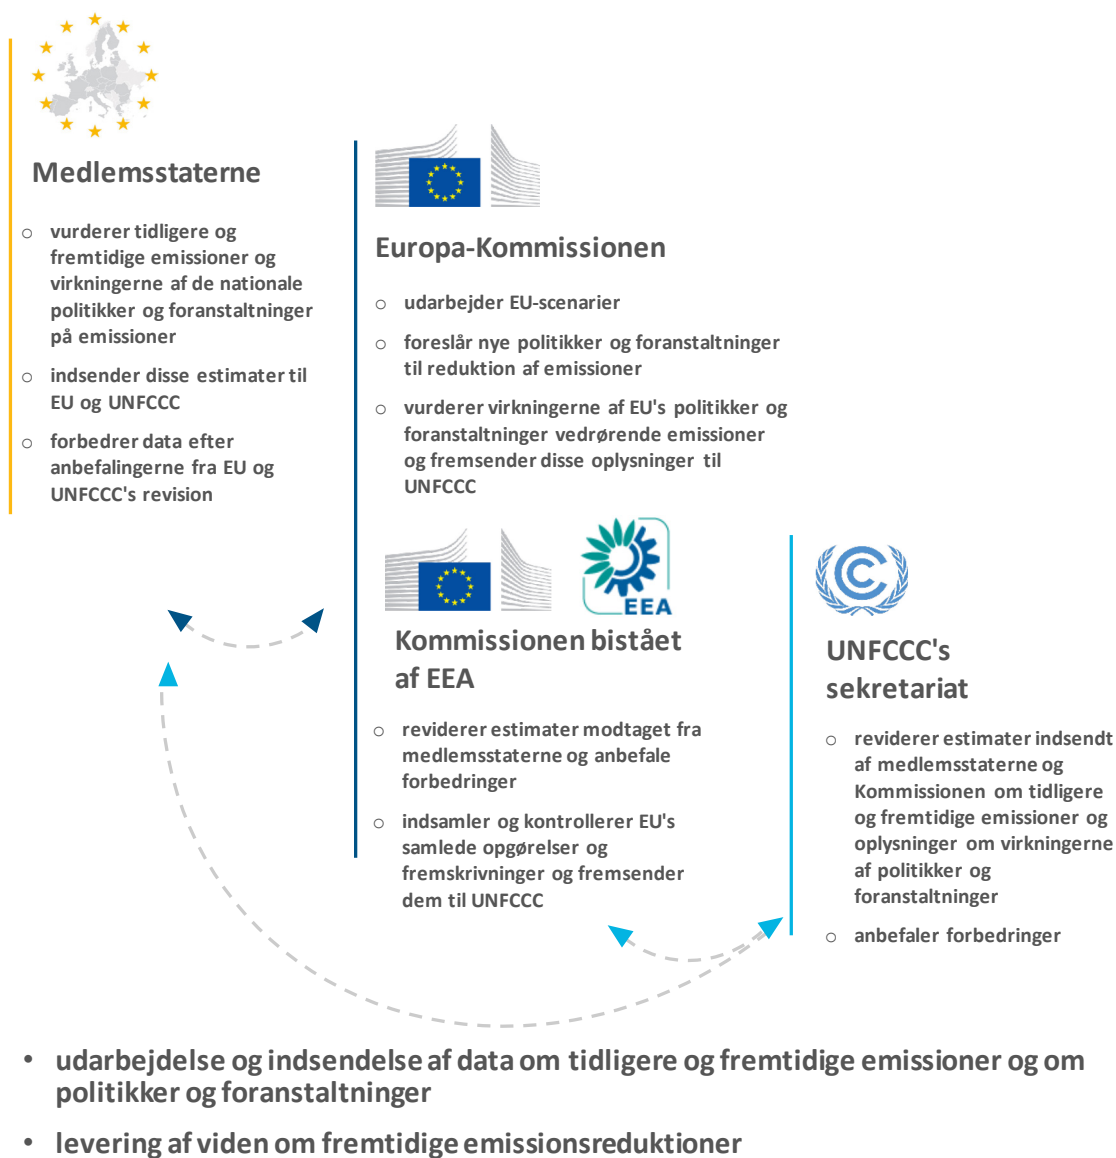 Medlemsstaterne
○ vurderer tidligere og
fremtidige emissioner og
virkningerne af de nationale
politikker og foranstaltninger
på emissioner
○ indsender disse estimater til
EU og UNFCCC
○ forbedrer data efter
anbefalingerne fra EU og
UNFCCC's revision
Europa-Kommissionen
○ udarbejder EU-scenarier
○ foreslår nye politikker og foranstaltninger
til reduktion af emissioner
○ vurderer virkningerne af EU's politikker og
foranstaltninger vedrørende emissioner
og fremsender disse oplysninger til
UNFCCC
EEA
Kommissionen bistået
af EEA
○ reviderer estimater modtaget fra
medlemsstaterne og anbefale
forbedringer
○ indsamler og kontrollerer EU's
samlede opgørelser og
fremskrivninger og fremsender
dem til UNFCCC
UNFCCC's
sekretariat
○ reviderer estimater indsendt
af medlemsstaterne og
Kommissionen om tidligere
og fremtidige emissioner og
oplysninger om virkningerne
af politikker og
foranstaltninger
○ anbefaler forbedringer
• udarbejdelse og indsendelse af data om tidligere og fremtidige emissioner og om
politikker og foranstaltninger
• levering af viden om fremtidige emissionsreduktioner